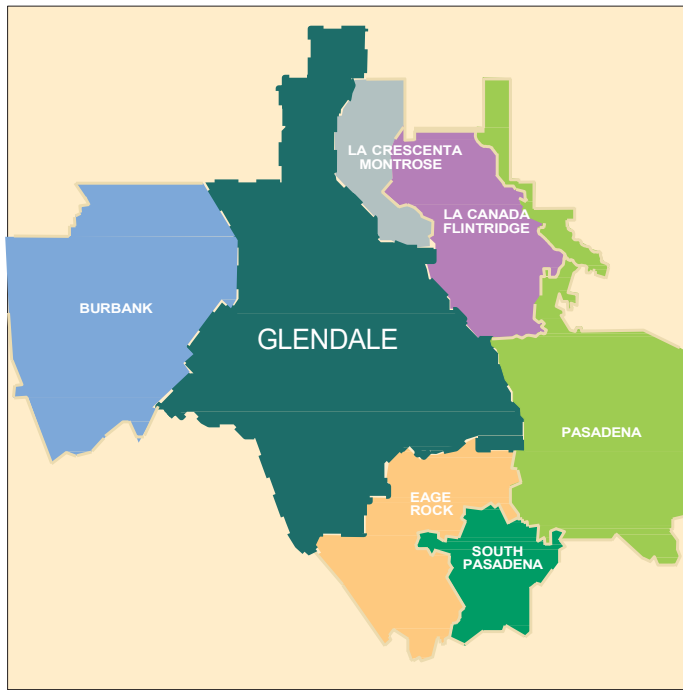 LA CRESCENTA
MONTROSE
LA CANADA
FLINTRIDGE
BURBANK
GLENDALE
PASADENA
EAGE
ROCK
SOUTH
PASADENA